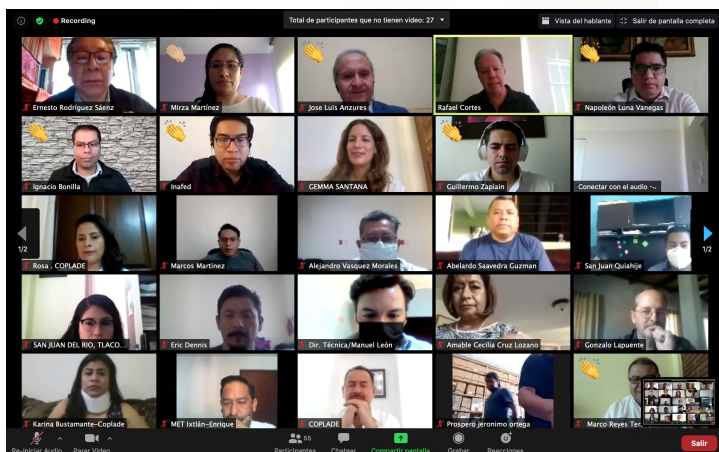 Recording
Total de participantes que no tienen video: 27
Vista del hablante
Salir de pantalla completa
Ernesto Rodríguez Sáenz
Mirza Martínez
Jose Luis Anzures
Rafael Cortes
Napoleón Luna Vanegas
Ignacio Bonilla
Inafed
GEMMA SANTANA
Guillermo Zapiain
Conectar con el audio ·..
1/2
Rosa . COPLADE
Marcos Martinez
Alejandro Vasquez Morales
Abelardo Saavedra Guzman
San Juan Quiahije
1/2
SAN JUAN DEL RIO, TLACO...
Eric Dennis
Dir. Técnica/Manuel León
Amable Cecilia Cruz Lozano
Gonzalo Lapuente
Karina Bustamante-Coplade
MET Ixtlán-Enrique
COPLADE
Prospero jeronimo ortega
Marco Reyes Ter
55
Re-Iniciar Audio
Parar Video
Participantes
Chatear
Compartir pantalla
Grabar
Reacciones
Salir